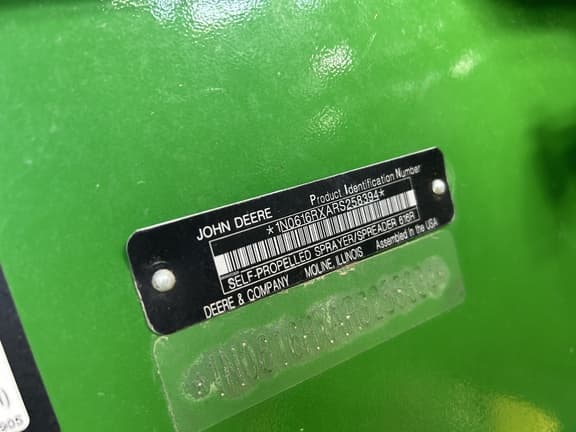 JOHN DEERE
Product Identification Number
*1N0616RXARS258394*
SELF-PROPELLED SPRAYER/SPREADER 616R
DEERE & COMPANY MOLINE, ILLINOIS Assembled in the USA